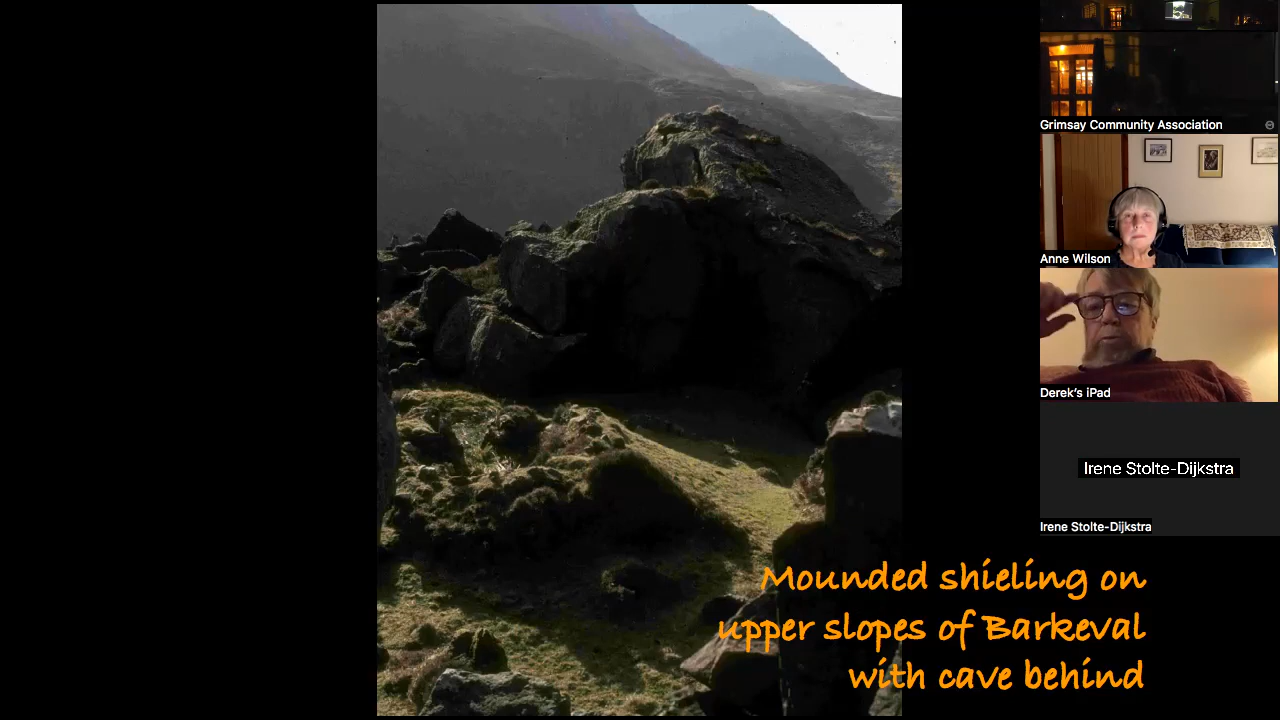 Grimsay Community Association
Anne Wilson
Derek's iPad
Irene Stolte-Dijkstra
Irene Stolte-Dijkstra
Mounded shieling on
upper slopes of Barkeval
with cave behind